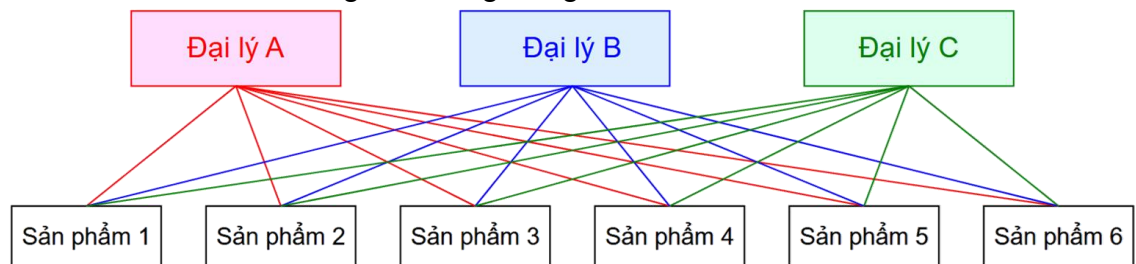 Đại lý A
Đại lý B
Đại lý C
Sản phẩm 1
Sản phẩm 2
Sản phẩm 3
Sản phẩm 4
Sản phẩm 5
Sản phẩm 6